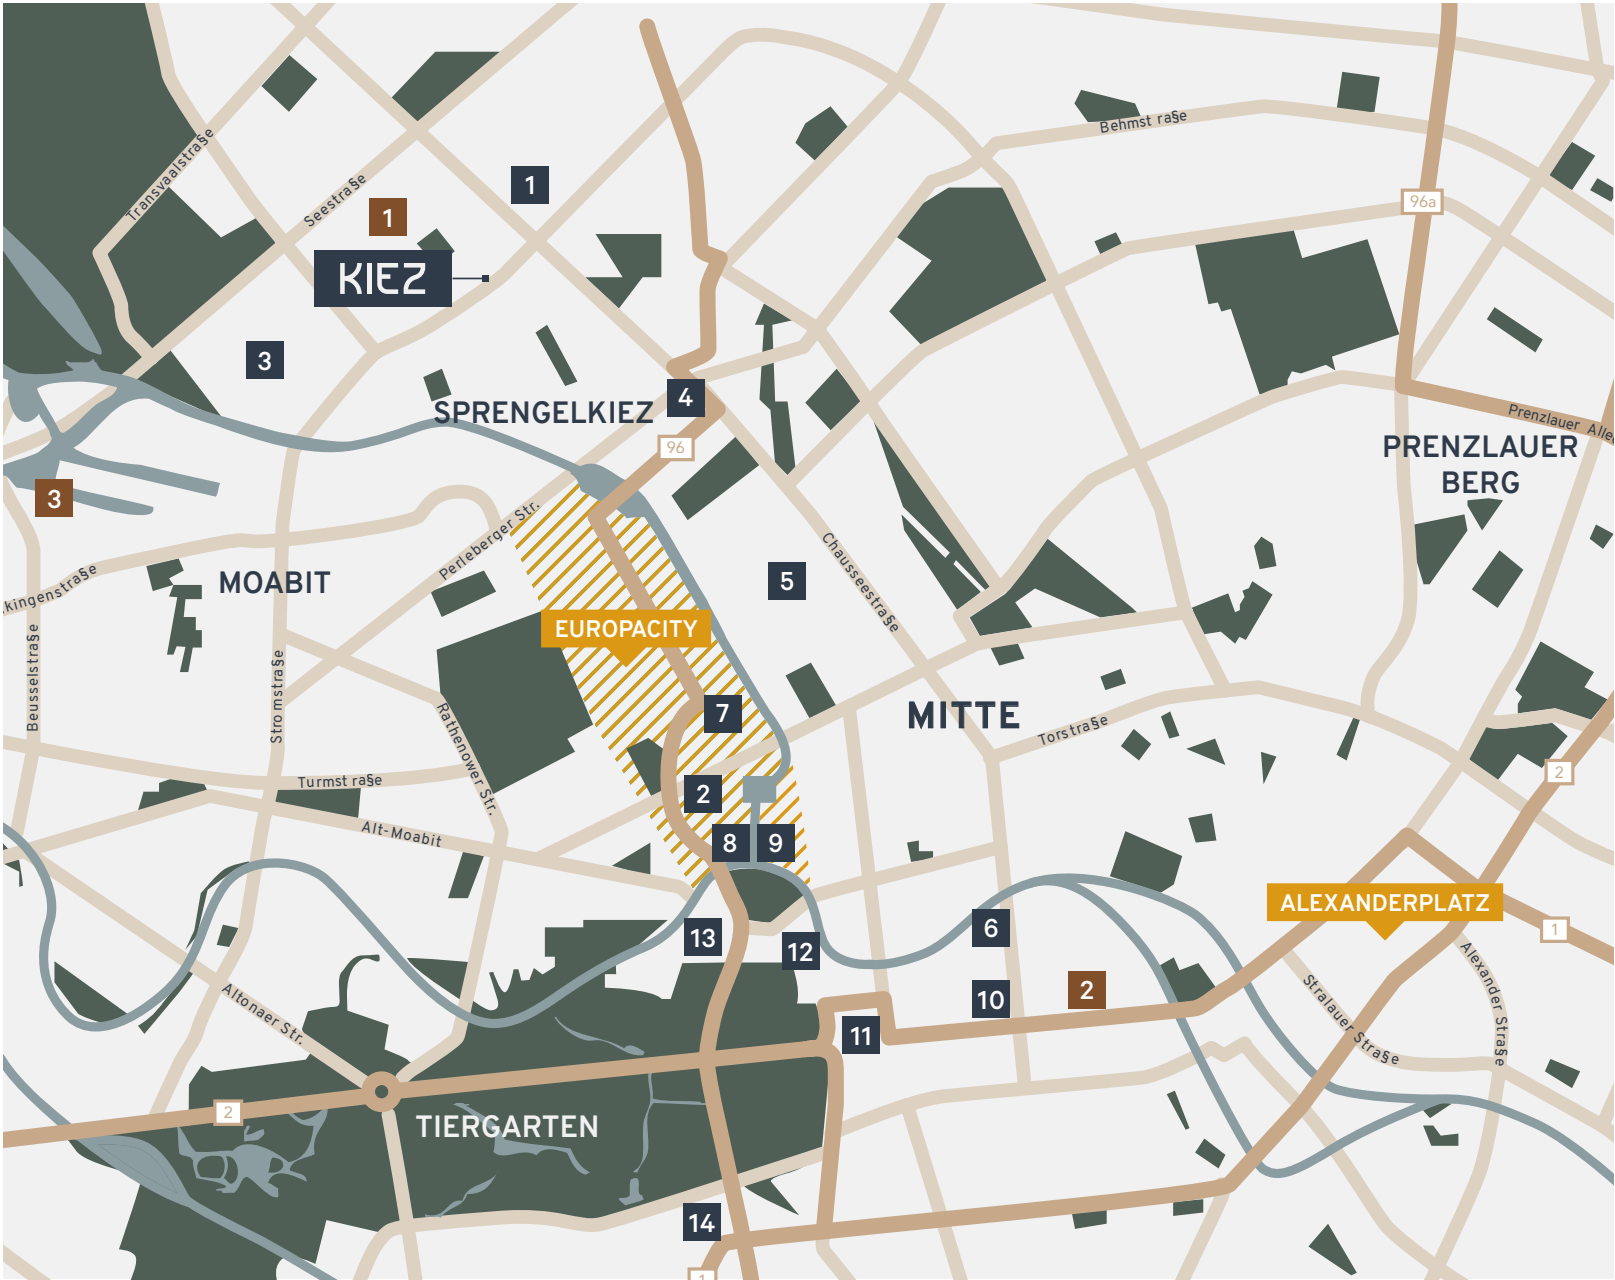 Behmst raße
Transvaalstraße
Seestraße
1
1
96a
KIEZ
3
4
SPRENGELKIEZ
96
Prenzlauer Allee
PRENZLAUER
BERG
3
Perleberger Str.
Chausseestraße
kingenstraße
MOABIT
5
EUROPACITY
Beusselstraße
Stromstraße
Rathenower Str.
7
MITTE
Torstraße
Turmst raße
2
2
Alt-Moabit
8
9
ALEXANDERPLATZ
1
6
13
12
Alexander Straße
Altonaer Str.
10
2
Stralauer Straße
11
2
TIERGARTEN
14
1